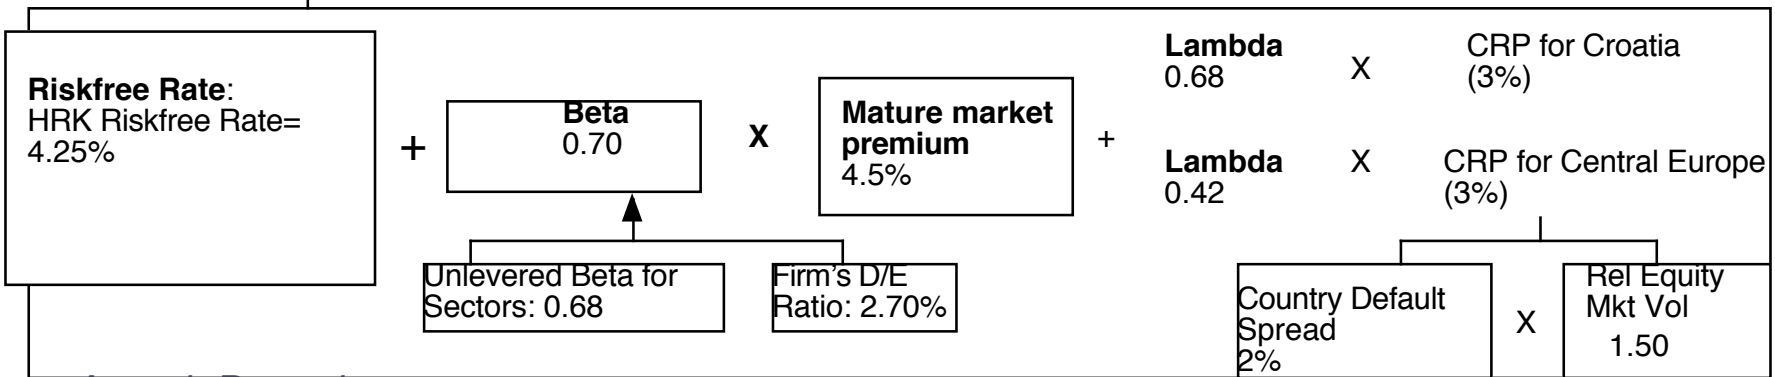 Riskfree Rate:
HRK Riskfree Rate=
4.25%
+
Beta
0.70
X
Mature market
premium
4.5%
+
Lambda
0.68
X
CRP for Croatia
(3%)
Lambda
0.42
X
CRP for Central Europe
(3%)
Unlevered Beta for
Sectors: 0.68
Firm's D/E
Ratio: 2.70%
Country Default
Spread
2%
X
Rel Equity
Mkt Vol
1.50